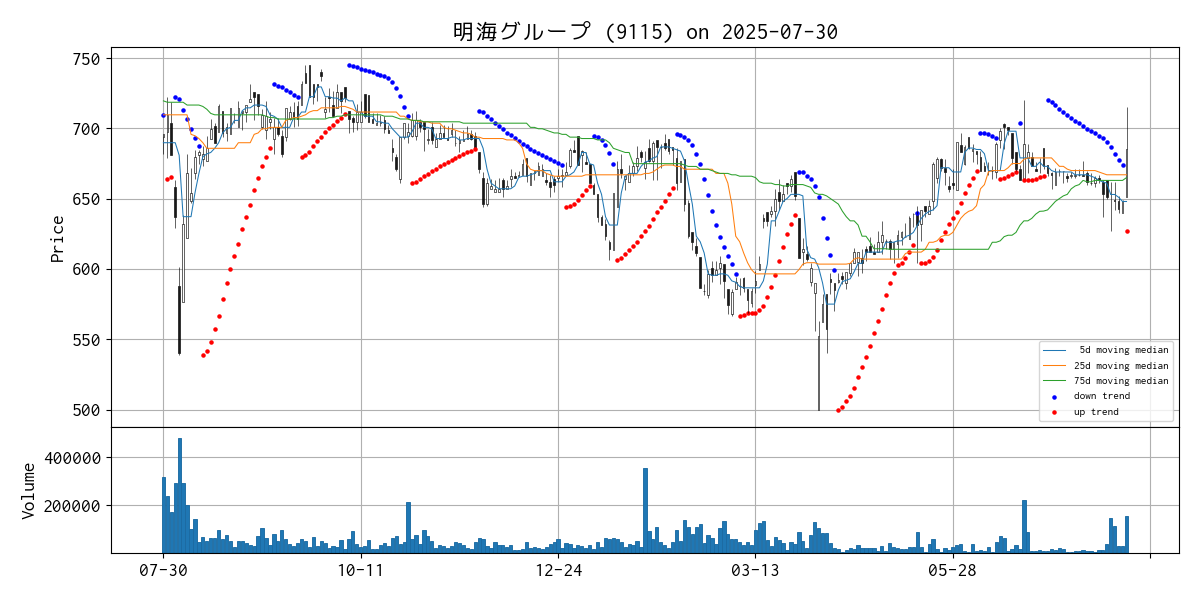 明海グループ (9115) on 2025-07-30
750
700
650
600
550
500
Price
5d moving median
25d moving median
75d moving median
down trend
up trend
400000
200000
Volume
07-30
10-11
12-24
03-13
05-28